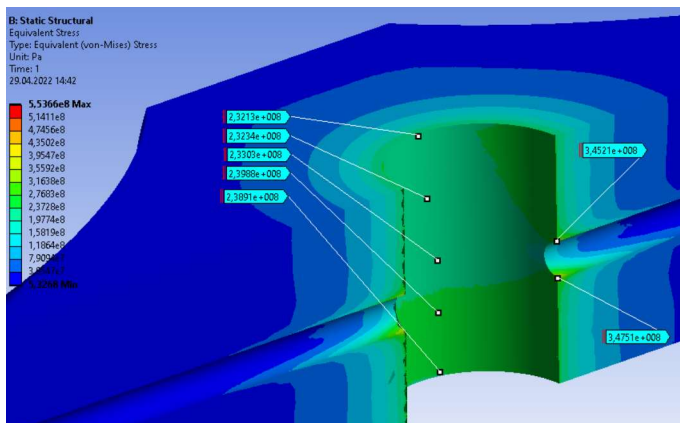 B: Static Structural
Equivalent Stress
Type: Equivalent (von-Mises) Stress
Unit: Pa
Time: 1
29.04.2022 14:42
5,5366e8 Max
5,1411e8
4,7456e8
4,3502e8
3,9547e8
3,5592e8
3,1638e8
2,7683e8
2,3728e8
1,9774e8
1,5819e8
1,1864e8
Min
2,3213e+008
2,3234e+008
2,3303e+008
2,3988e+008
2,3891e+008
3,4521e+008
3,4751e+008